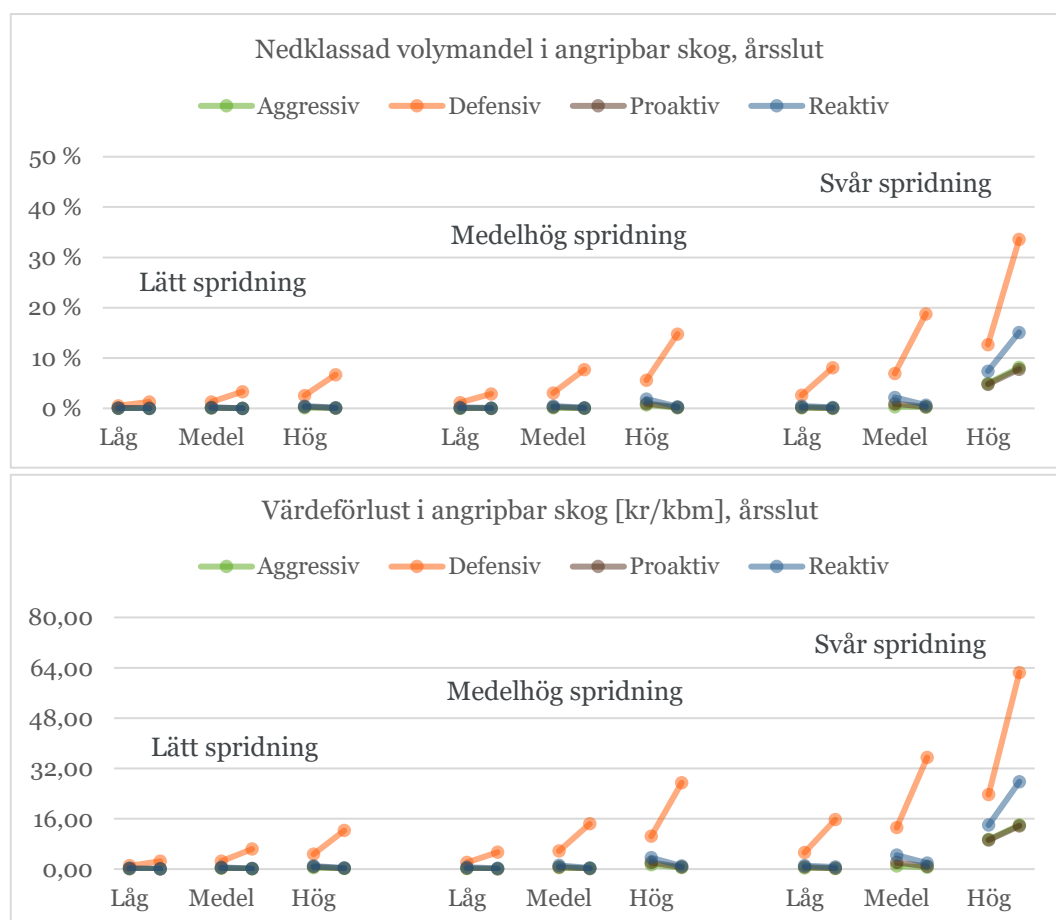 Nedklassad volymandel i angripbar skog, årsslut
Aggressiv Defensiv Proaktiv Reaktiv
50 %
Svår spridning
40 %
Medelhög spridning
30 %
Lätt spridning
20 %
10 %
0 %
Låg Medel Hög Låg Medel Hög Låg Medel Hög
Värdeförlust i angripbar skog [kr/kbm], årsslut
Aggressiv Defensiv Proaktiv Reaktiv
80,00
Svår spridning
64,00
Medelhög spridning
48,00
Lätt spridning
32,00
16,00
0,00
Låg Medel Hög Låg Medel Hög Låg Medel Hög